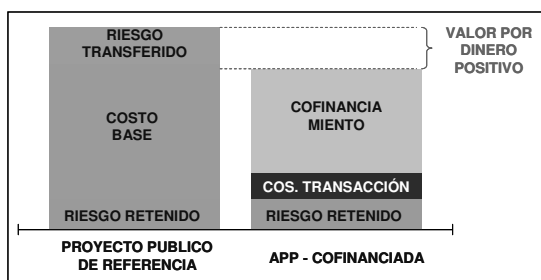 RIESGO
TRANSFERIDO
VALOR POR
DINERO
POSITIVO
COSTO
BASE
COFINANCIA
MIENTO
COS. TRANSACCIÓN
RIESGO RETENIDO
RIESGO RETENIDO
PROYECTO PUBLICO
DE REFERENCIA
APP - COFINANCIADA